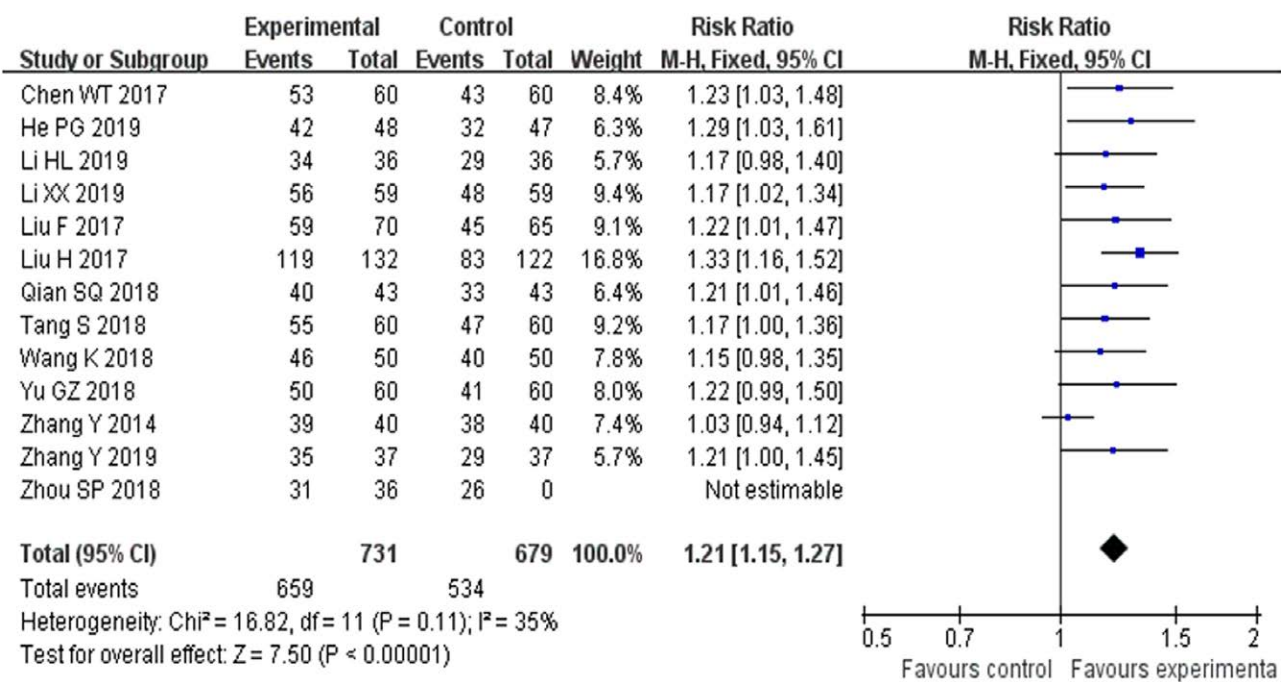 Experimental Control Risk Ratio Risk Ratio
Study or Subgroup Events Total Events Total Weight M-H, Fixed, 95% CI M-H, Fixed, 95% CI
Chen WT 2017 53 60 43 60 8.4% 1.23 [1.03, 1.48]
He PG 2019 42 48 32 47 6.3% 1.29 [1.03, 1.61]
Li HL 2019 34 36 29 36 5.7% 1.17 [0.98, 1.40]
Li XX 2019 56 59 48 59 9.4% 1.17 [1.02, 1.34]
Liu F 2017 59 70 45 65 9.1% 1.22 [1.01, 1.47]
Liu H 2017 119 132 83 122 16.8% 1.33 [1.16, 1.52]
Qian SQ 2018 40 43 33 43 6.4% 1.21 [1.01, 1.46]
Tang S 2018 55 60 47 60 9.2% 1.17 [1.00, 1.36]
Wang K 2018 46 50 40 50 7.8% 1.15 [0.98, 1.35]
Yu GZ 2018 50 60 41 60 8.0% 1.22 [0.99, 1.50]
Zhang Y 2014 39 40 38 40 7.4% 1.03 [0.94, 1.12]
Zhang Y 2019 35 37 29 37 5.7% 1.21 [1.00, 1.45]
Zhou SP 2018 31 36 26 0 Not estimable
Total (95% CI) 731 679 100.0% 1.21 [1.15, 1.27]
Total events 659 534
Heterogeneity: Chi² = 16.82, df = 11 (P = 0.11); I² = 35%
Test for overall effect: Z = 7.50 (P < 0.00001)
0.5 0.7 1 1.5 2
Favours control Favours experimenta